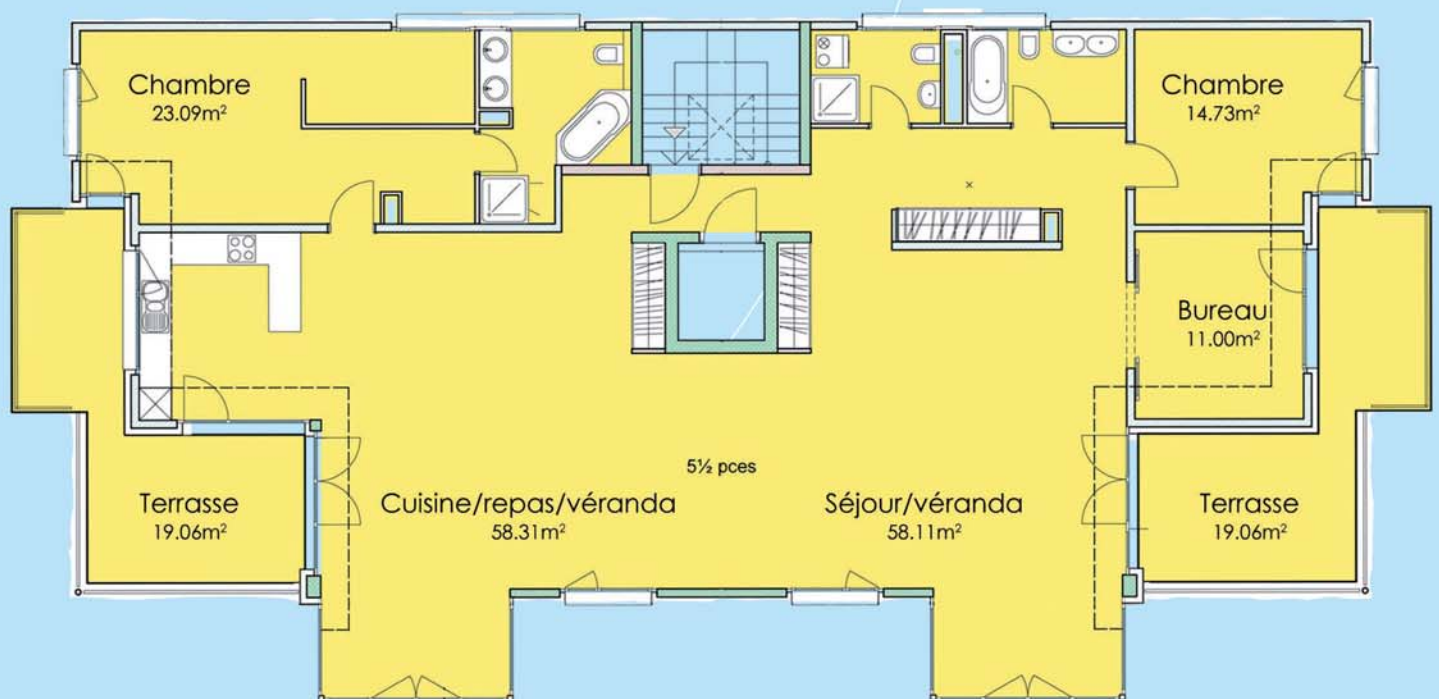 Chambre
23.09m²
Chambre
14.73m²
Bureau
11.00m²
5½ pces
Terrasse
19.06m²
Cuisine/repas/véranda
58.31m²
Séjour/véranda
58.11m²
Terrasse
19.06m²